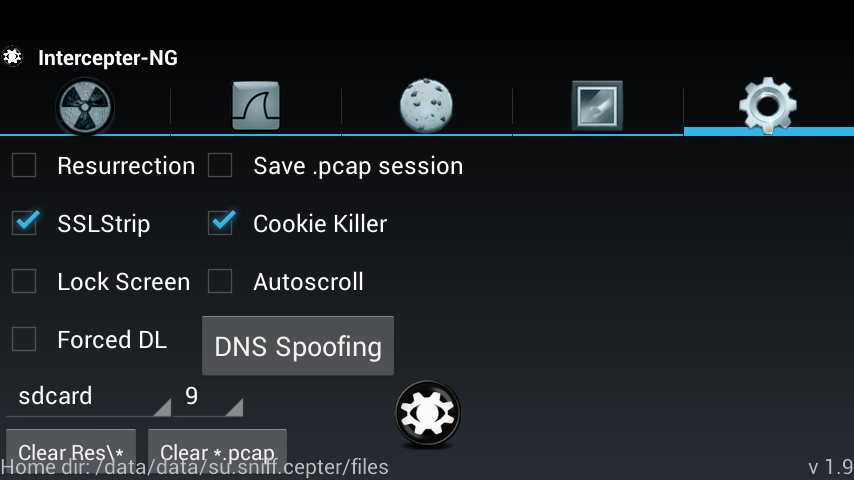 Intercepter-NG
Resurrection Save .pcap session
SSLStrip Cookie Killer
Lock Screen Autoscroll
Forced DL DNS Spoofing
sdcard 9
Clear Res\* Clear *.pcap
Home dir: /data/data/su.sniff.cepter/files v 1.9